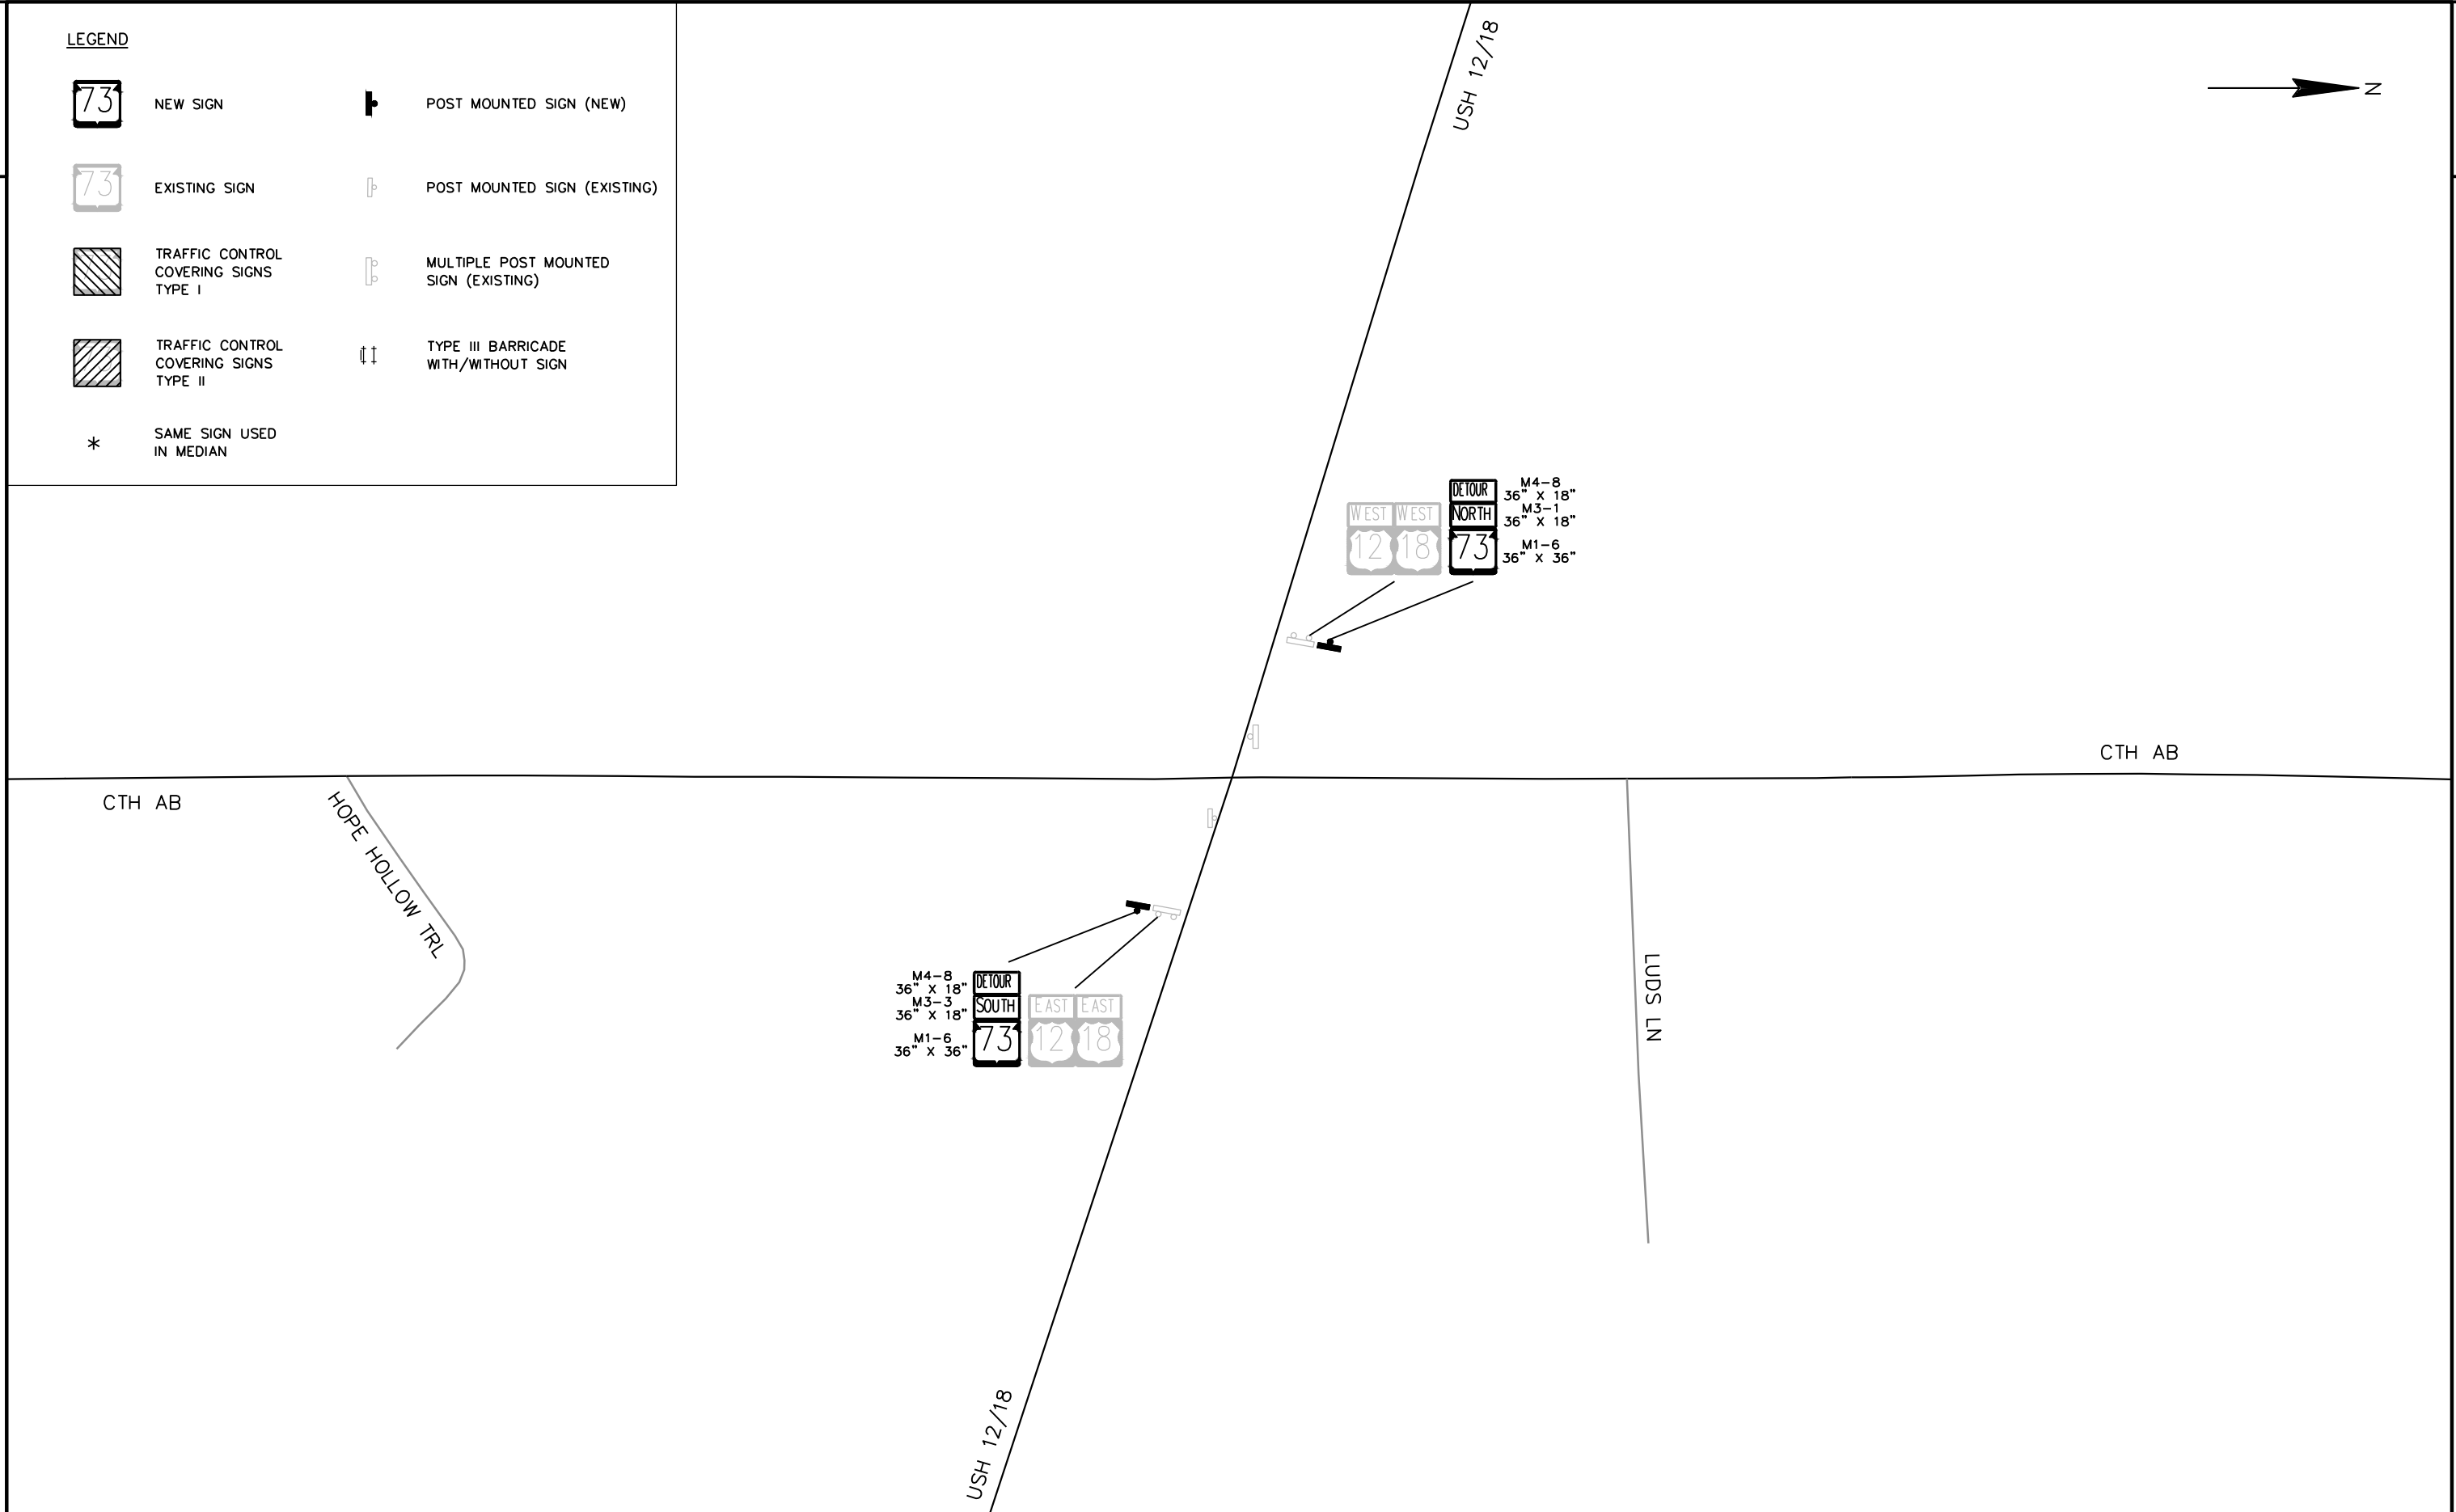 LEGEND
73
NEW SIGN
POST MOUNTED SIGN (NEW)
73
EXISTING SIGN
POST MOUNTED SIGN (EXISTING)
TRAFFIC CONTROL
COVERING SIGNS
TYPE I
MULTIPLE POST MOUNTED
SIGN (EXISTING)
TRAFFIC CONTROL
COVERING SIGNS
TYPE II
TYPE III BARRICADE
WITH/WITHOUT SIGN
*
SAME SIGN USED
IN MEDIAN
USH 12/18
N
WEST
12
WEST
18
DETOUR
NORTH
73
M4-8
36" X 18"
M3-1
36" X 18"
M1-6
36" X 36"
CTH AB
CTH AB
HOPE HOLLOW TRL
LUDS LN
M4-8
36" X 18"
M3-3
36" X 18"
M1-6
36" X 36"
DETOUR
SOUTH
73
EAST
12
EAST
18
USH 12/18